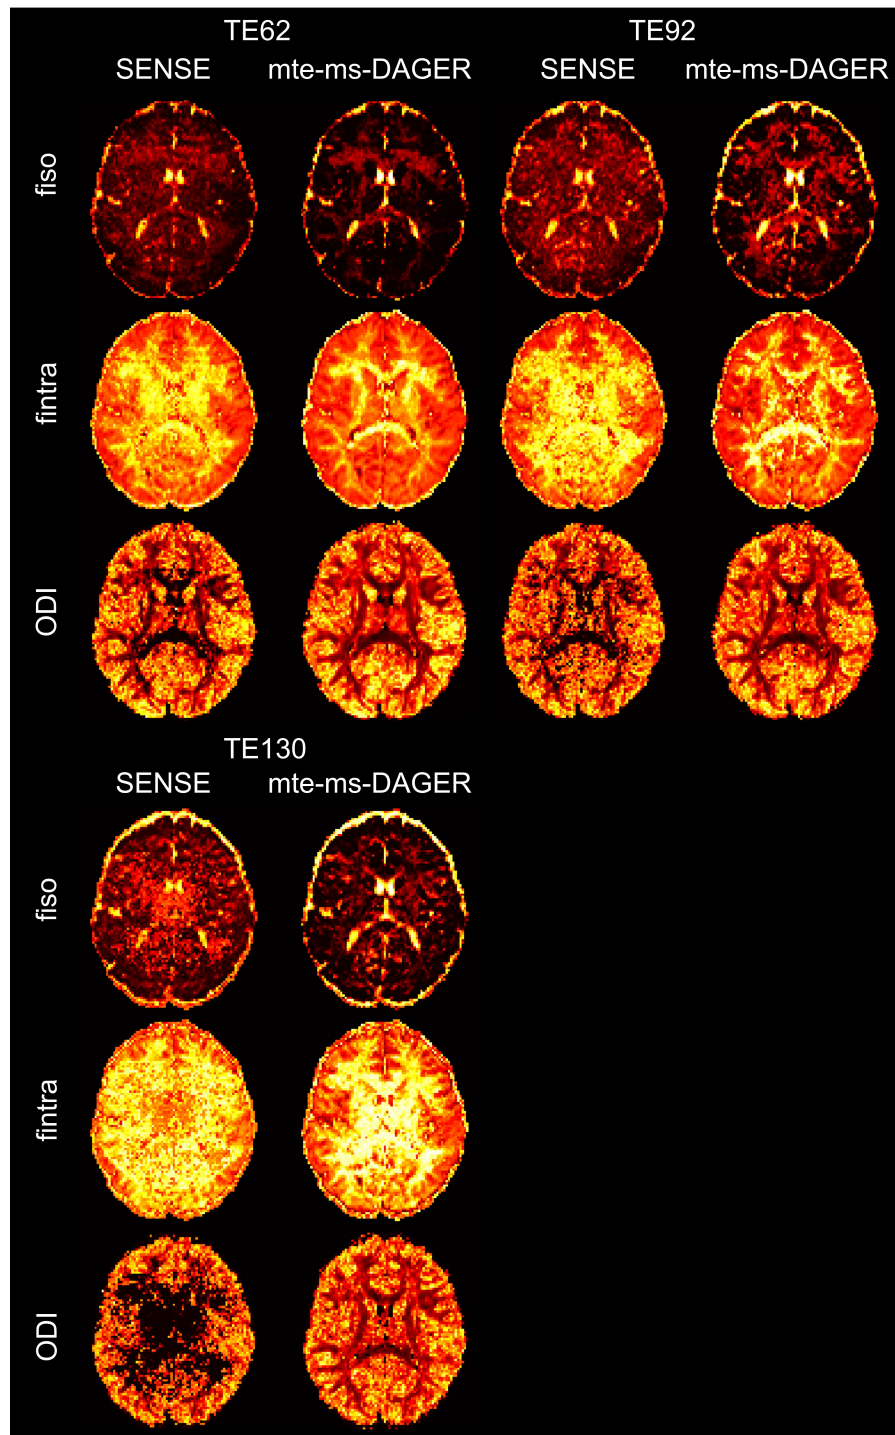 TE62 TE92
SENSE mte-ms-DAGER SENSE mte-ms-DAGER
fiso
fintra
ODI
TE130
SENSE mte-ms-DAGER
fiso
fintra
ODI